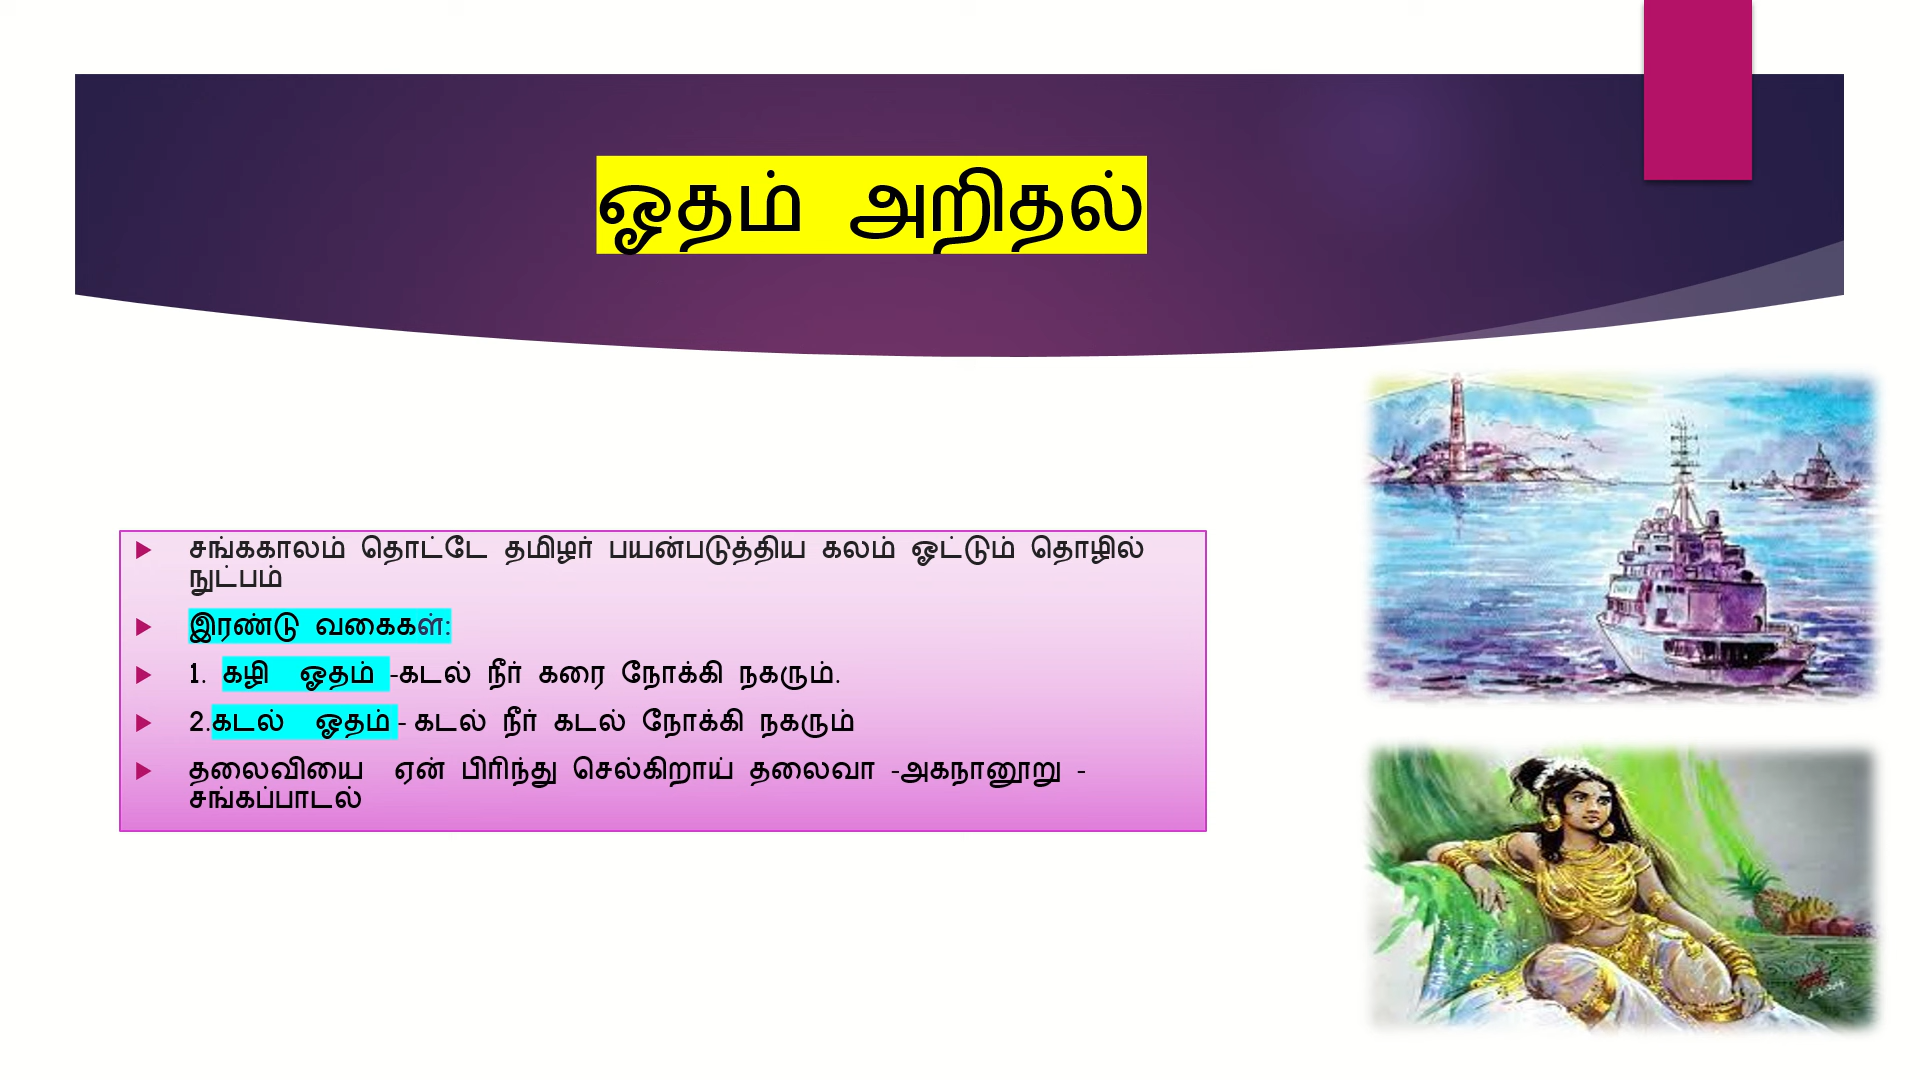 ஓதம் அறிதல்
சங்ககாலம் தொட்டே தமிழர் பயன்படுத்திய கலம் ஓட்டும் தொழில்
நுட்பம்
இரண்டு வகைகள்:
1. கழி ஓதம் -கடல் நீர் கரை நோக்கி நகரும்.
2.கடல் ஓதம் - கடல் நீர் கடல் நோக்கி நகரும்
தலைவியை ஏன் பிரிந்து செல்கிறாய் தலைவா -அகநானூறு -
சங்கப்பாடல்